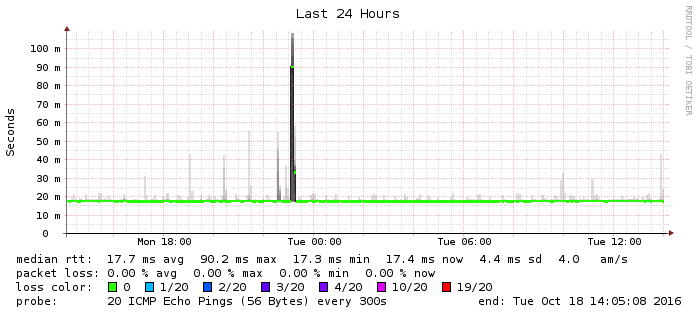 Last 24 Hours
RRDTOOL / TOBI OETIKER
Seconds
100 m
90 m
80 m
70 m
60 m
50 m
40 m
30 m
20 m
10 m
0
Mon 18:00 Tue 00:00 Tue 06:00 Tue 12:00
median rtt: 17.7 ms avg 90.2 ms max 17.3 ms min 17.4 ms now 4.4 ms sd 4.0 am/s
packet loss: 0.00 % avg 0.00 % max 0.00 % min 0.00 % now
loss color: 0 1/20 2/20 3/20 4/20 10/20 19/20
probe: 20 ICMP Echo Pings (56 Bytes) every 300s end: Tue Oct 18 14:05:08 2016